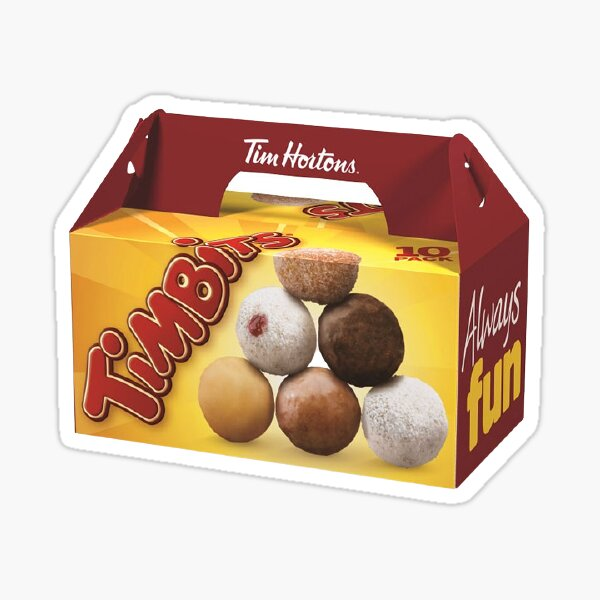 Tim Hortons.
TiMBiTS
10
PACK
Always
fun